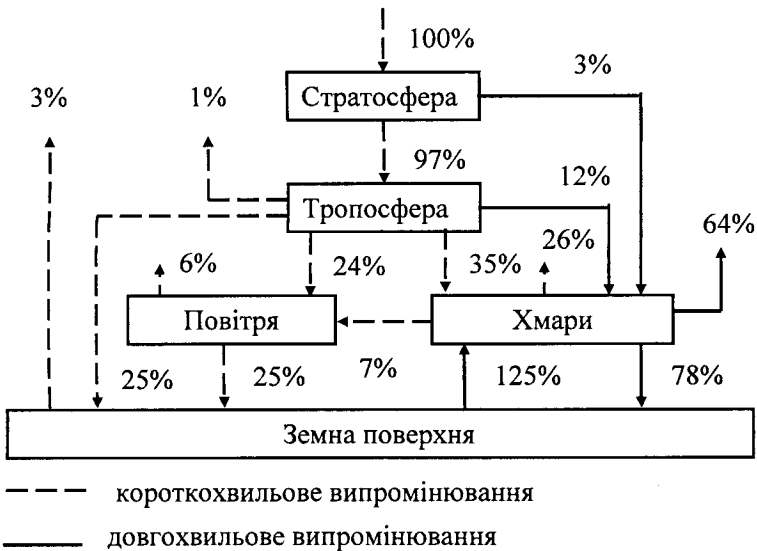 100%
3%
Стратосфера
3%
1%
97%
12%
Тропосфера
64%
26%
6%
24%
35%
Повітря
Хмари
25%
25%
7%
125%
78%
Земна поверхня
короткохвильове випромінювання
довгохвильове випромінювання